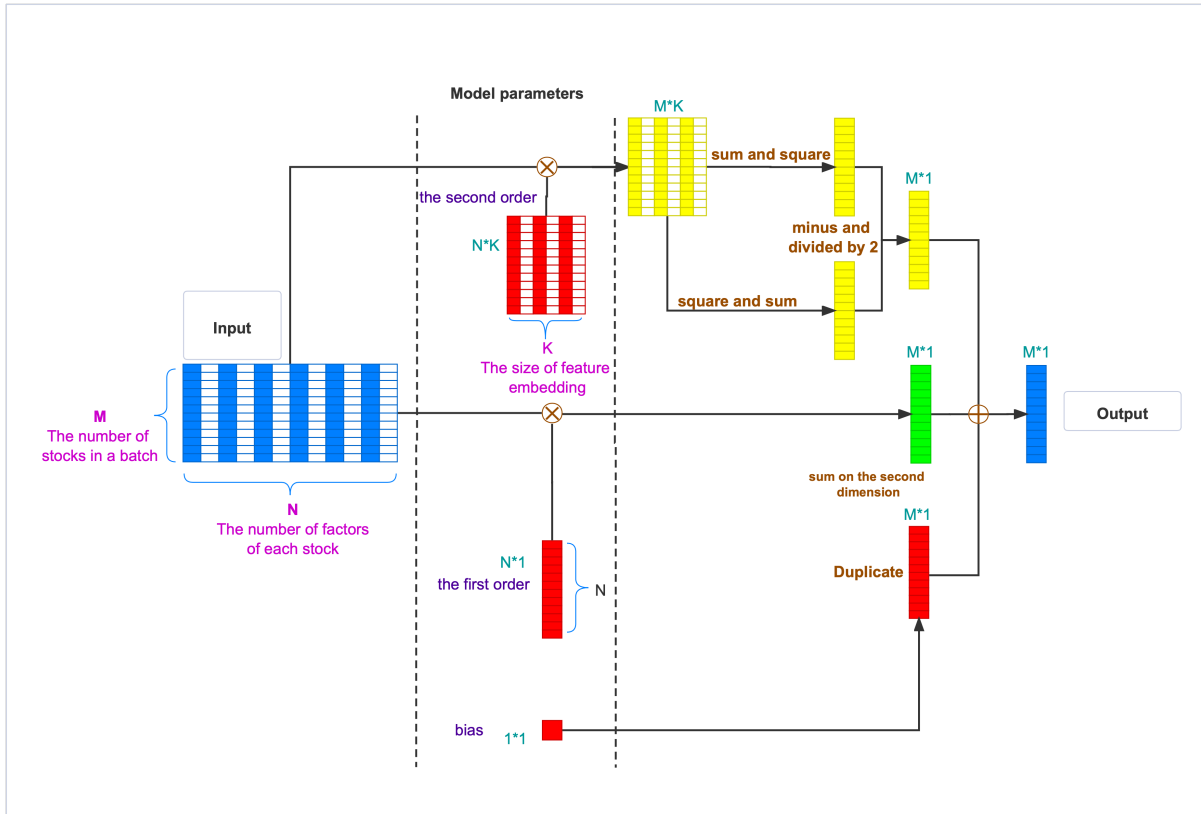 Model parameters
M*K
sum and square
M*1
the second order
minus and
divided by 2
N*K
square and sum
Input
K
The size of feature
embedding
M*1
M*1
M
The number of
stocks in a batch
Output
sum on the second
dimension
N
The number of factors
of each stock
M*1
N*1
Duplicate
the first order
N
bias
1*1